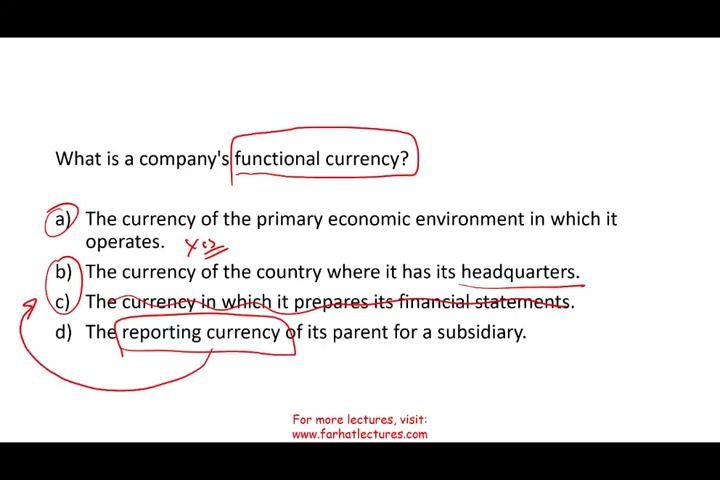 What is a company's functional currency?
a) The currency of the primary economic environment in which it
operates. Yes
b) The currency of the country where it has its headquarters.
c) The currency in which it prepares its financial statements.
d) The reporting currency of its parent for a subsidiary.
For more lectures, visit:
www.farhatlectures.com